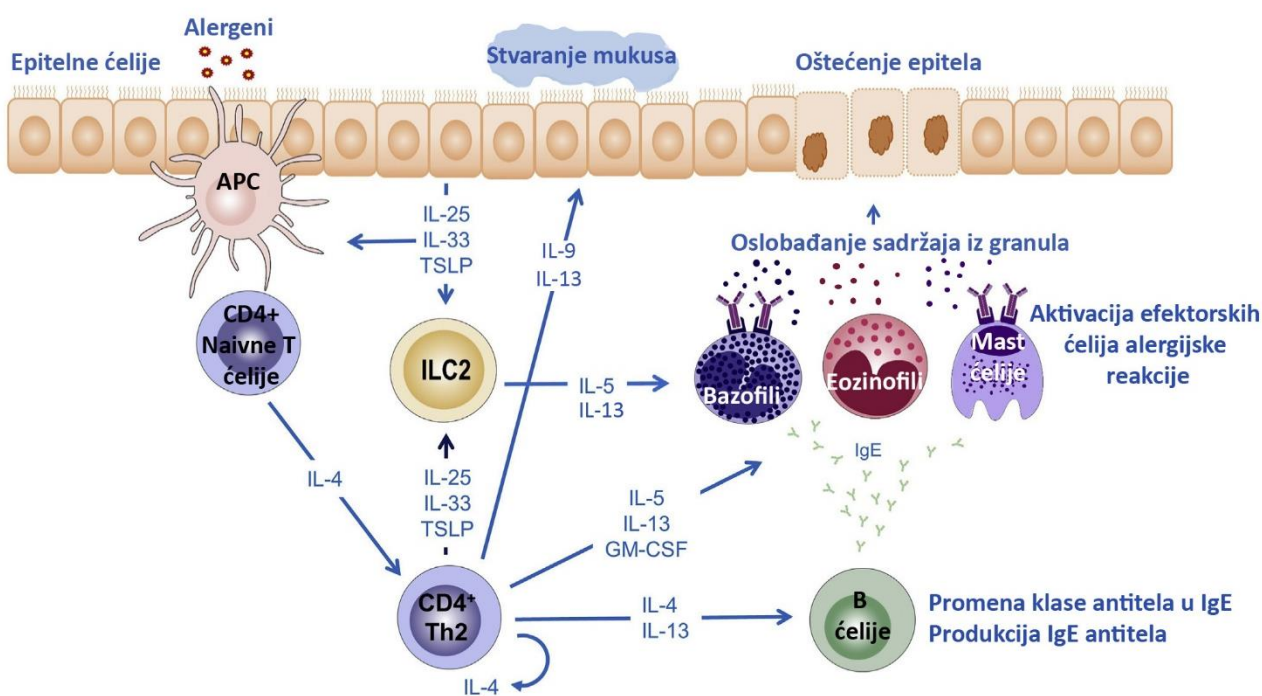 Alergeni
Epitelne ćelije
Stvaranje mukusa
Oštećenje epitela
APC
IL-25
IL-33
TSLP
IL-9
IL-13
Oslobađanje sadržaja iz granula
CD4+
Naivne T
ćelije
ILC2
IL-5
IL-13
Bazofili
Eozinofili
Mast
ćelije
Aktivacija efektorskih
ćelija alergijske
reakcije
IL-4
IL-25
IL-33
TSLP
IgE
IL-5
IL-13
GM-CSF
CD4⁺
Th2
IL-4
IL-13
B
ćelije
Promena klase antitela u IgE
Produkcija IgE antitela
IL-4